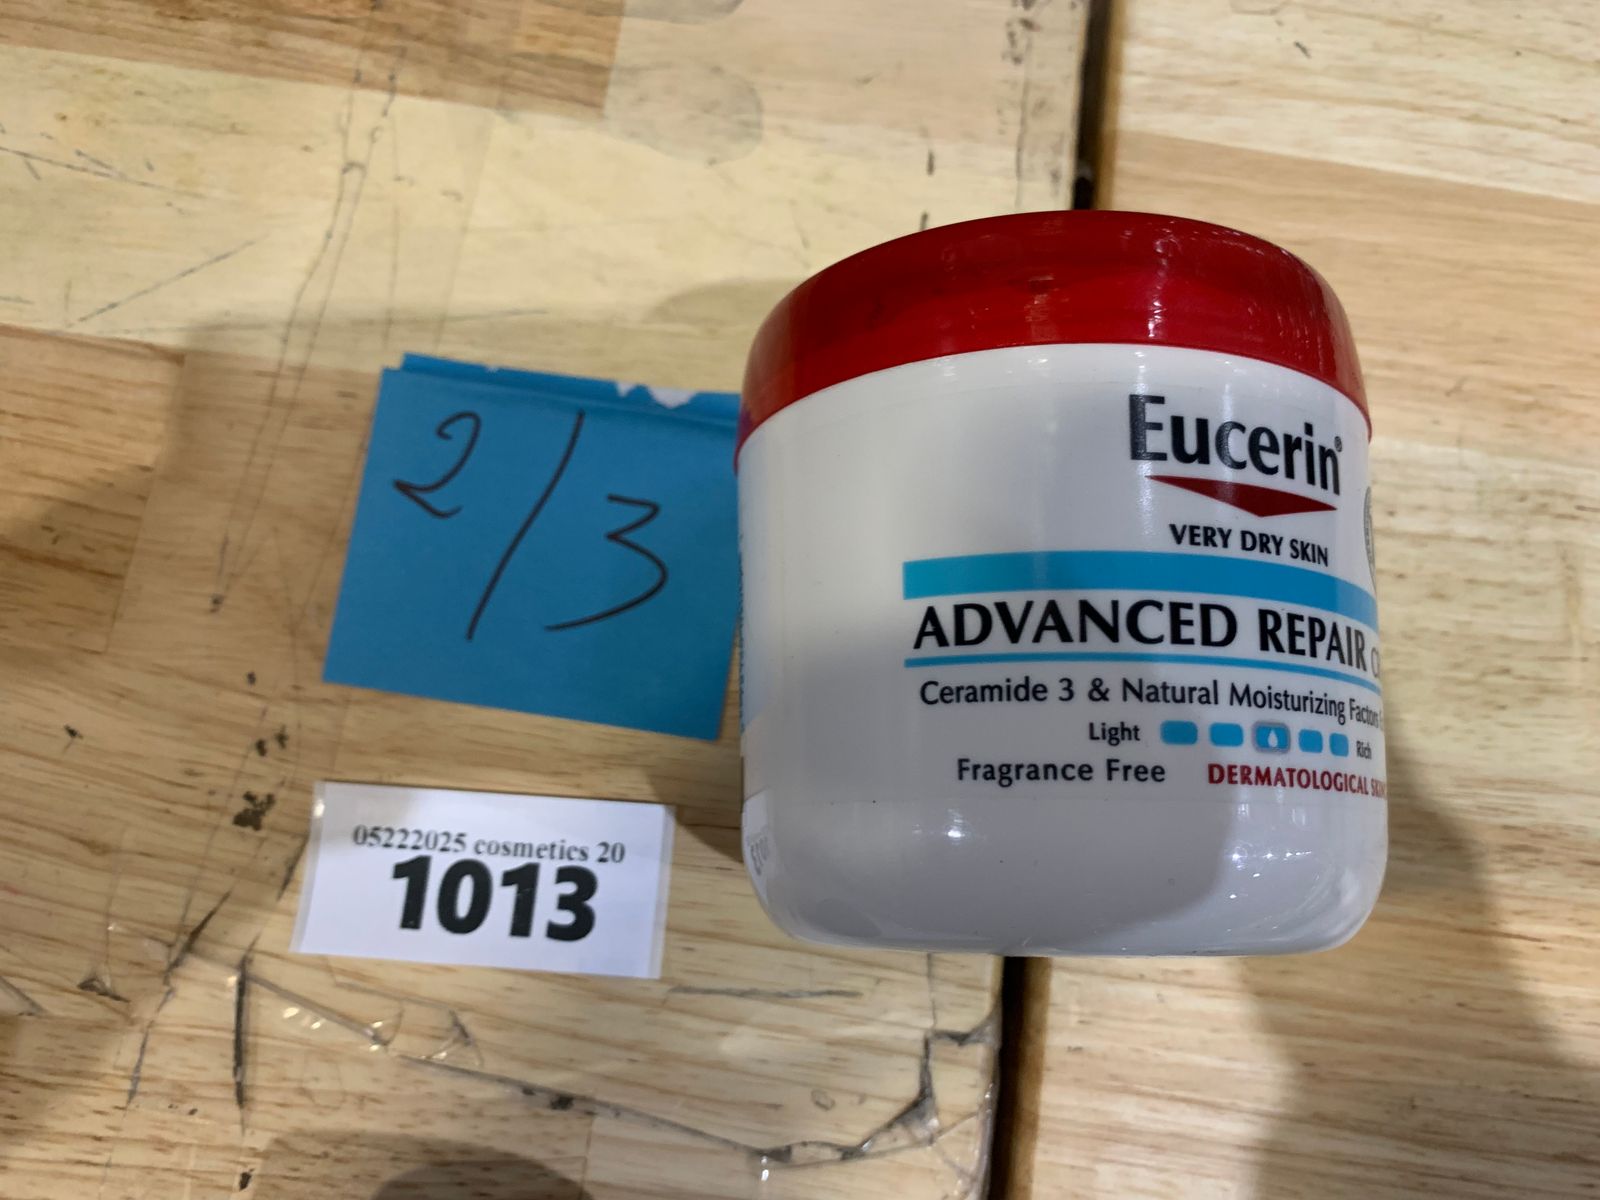 2/3
05222025 cosmetics 20
1013
Eucerin®
VERY DRY SKIN
ADVANCED REPAIR
Ceramide 3 & Natural Moisturizing Factors
Light Rich
Fragrance Free DERMATOLOGICAL